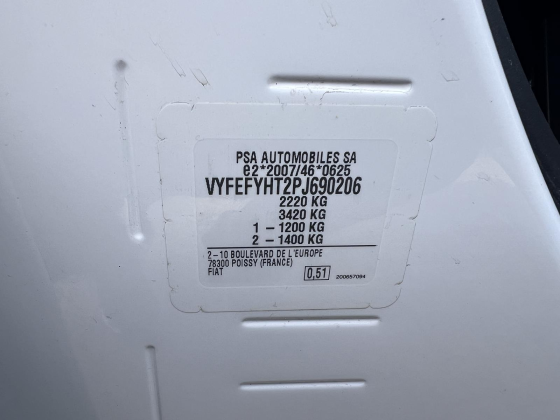 PSA AUTOMOBILES SA
e2*2007/46*0625
VYFEFYHT2PJ690206
2220 KG
3420 KG
1 - 1200 KG
2 - 1400 KG
2-10 BOULEVARD DE L'EUROPE
78300 POISSY (FRANCE)
FIAT
0,51
200657094